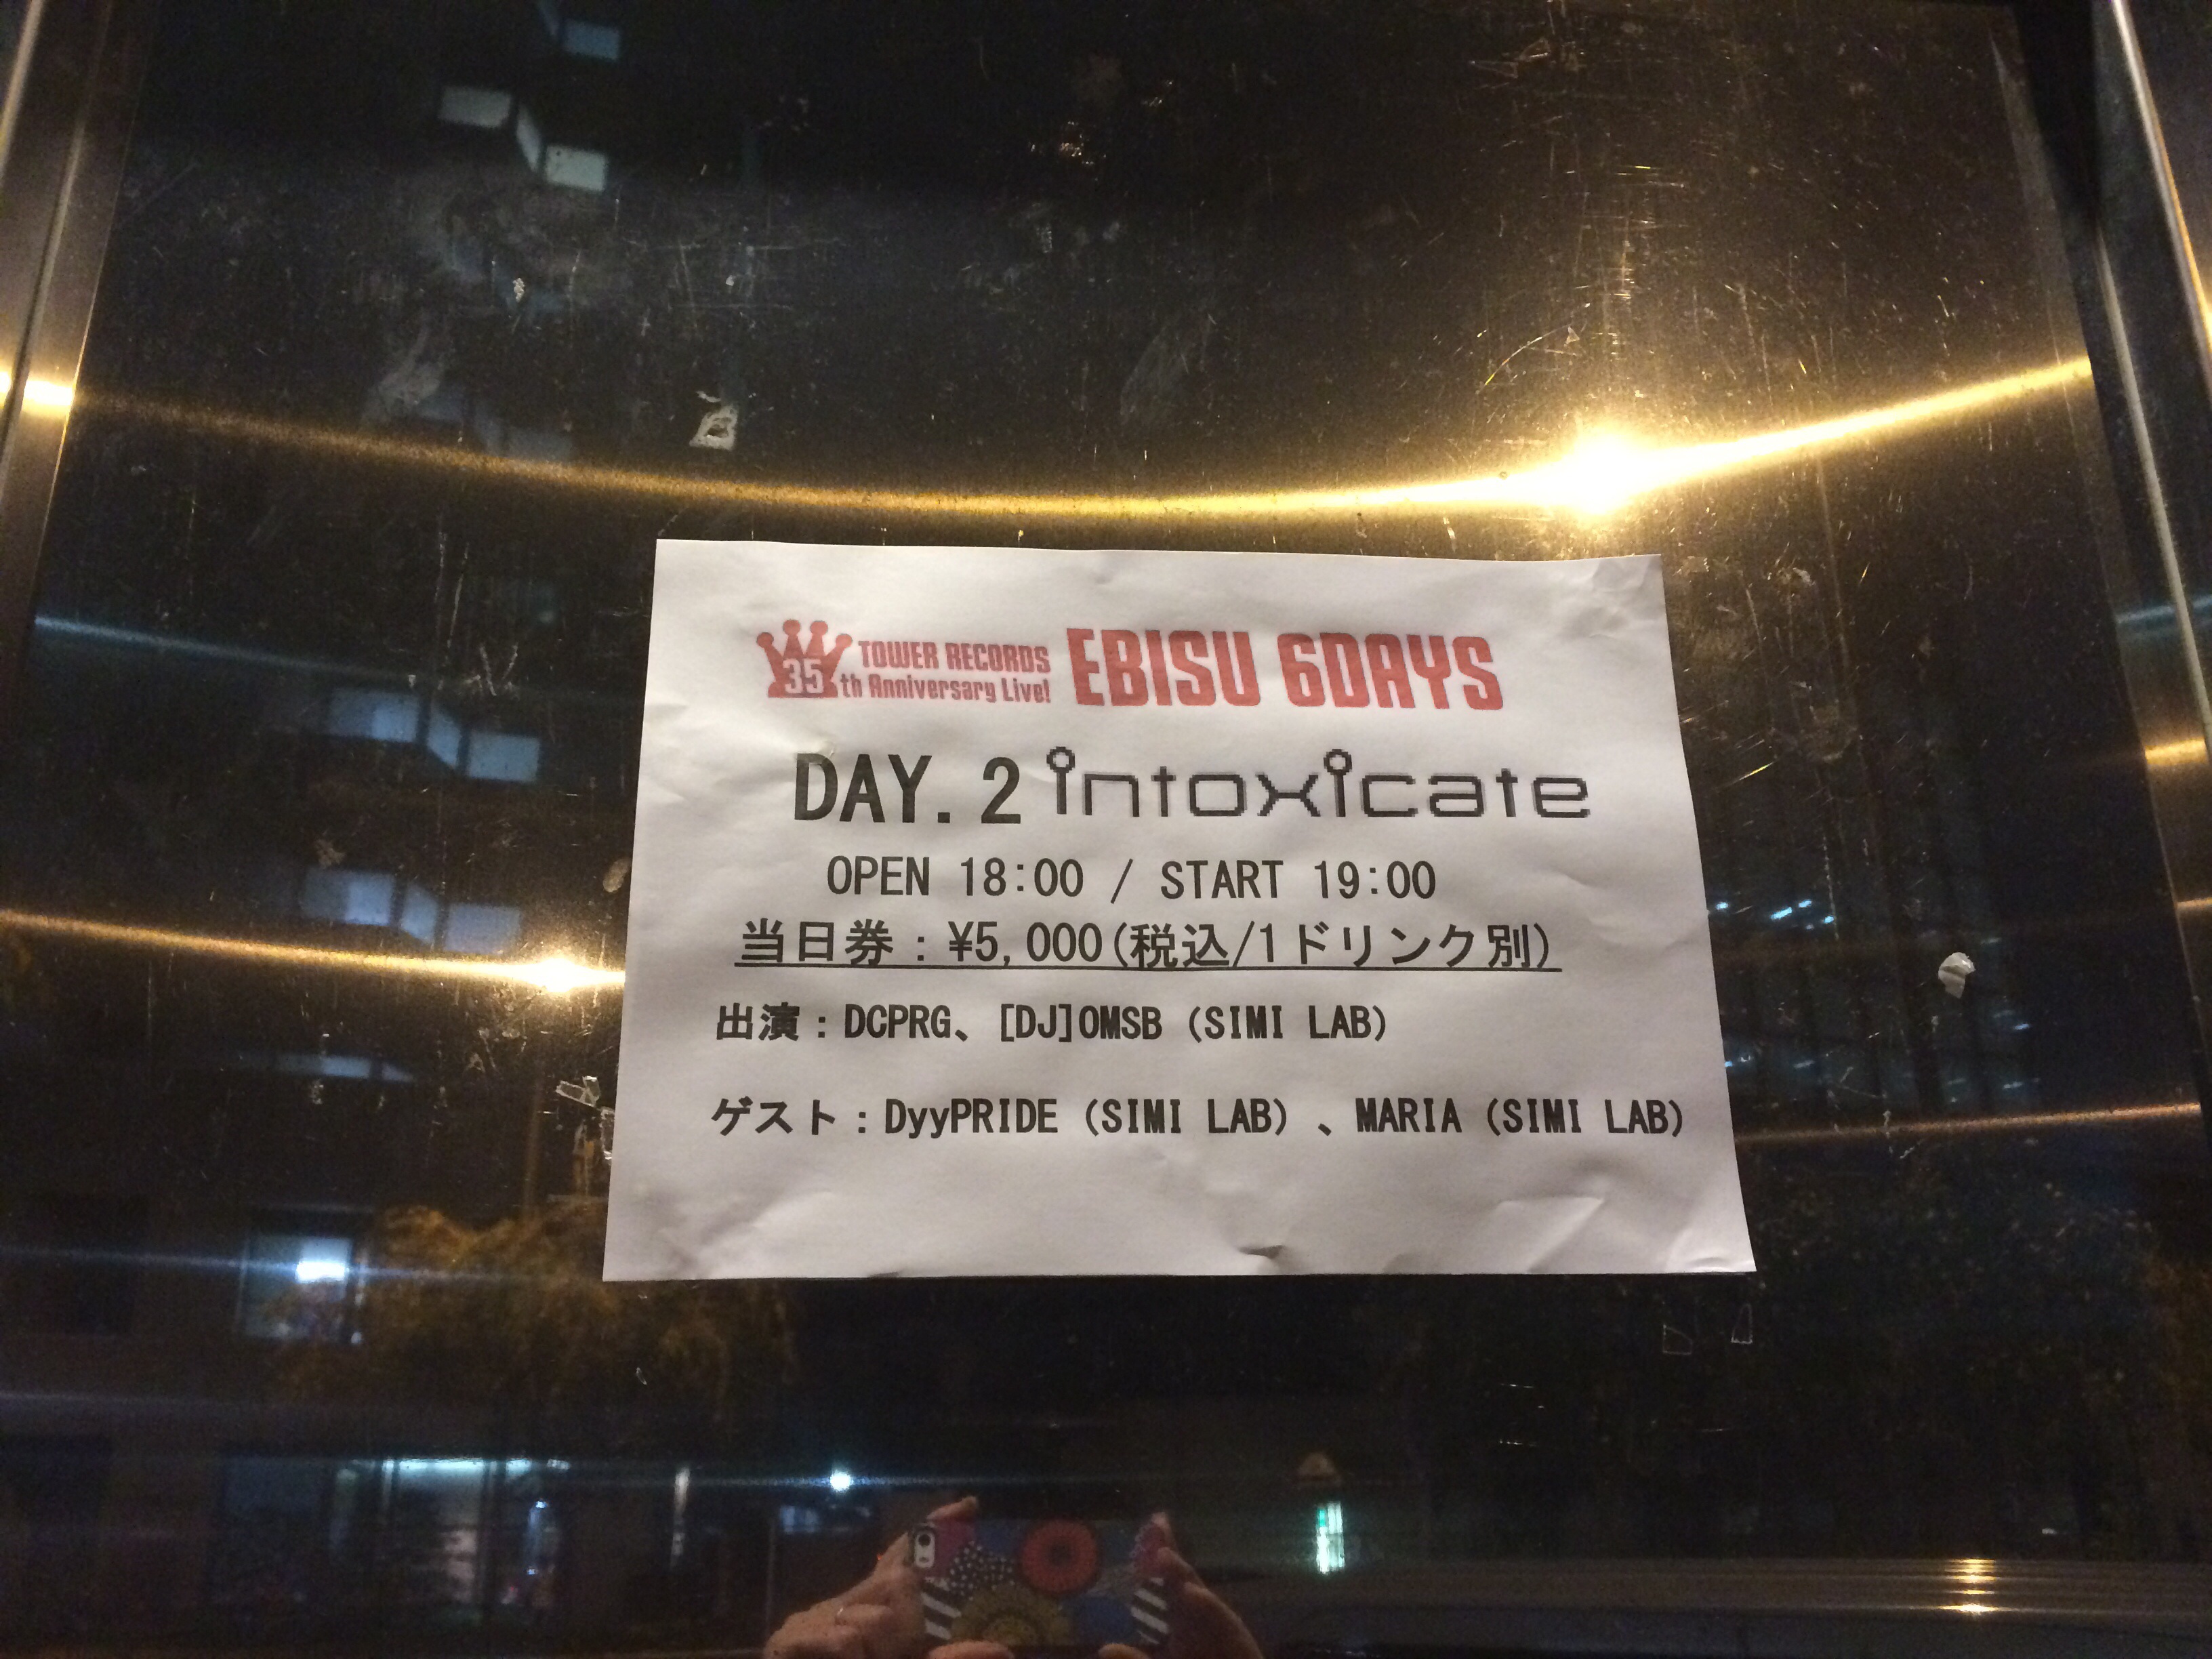 35 TOWER RECORDS
th Anniversary Live!
EBISU 6DAYS
DAY.2 intoxicate
OPEN 18:00 / START 19:00
当日券：¥5,000(税込/1ドリンク別)
出演：DCPRG、[DJ]OMSB (SIMI LAB)
ゲスト：DyyPRIDE (SIMI LAB) 、MARIA (SIMI LAB)